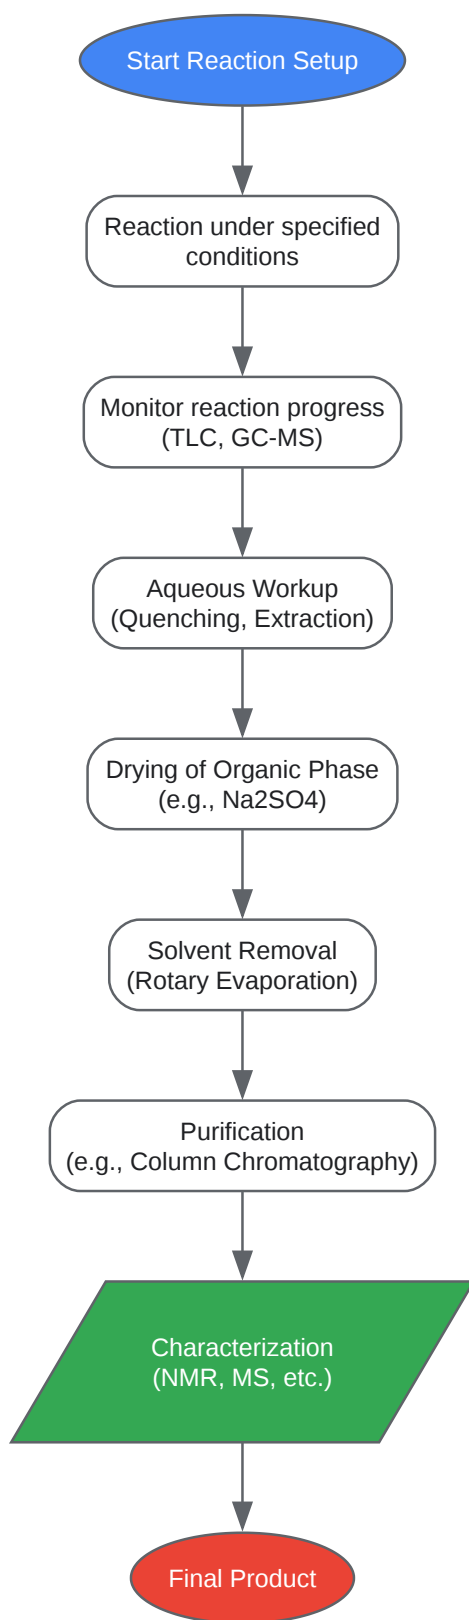 Start Reaction Setup
Reaction under specified
conditions
Monitor reaction progress
(TLC, GC-MS)
Aqueous Workup
(Quenching, Extraction)
Drying of Organic Phase
(e.g., Na2SO4)
Solvent Removal
(Rotary Evaporation)
Purification
(e.g., Column Chromatography)
Characterization
(NMR, MS, etc.)
Final Product